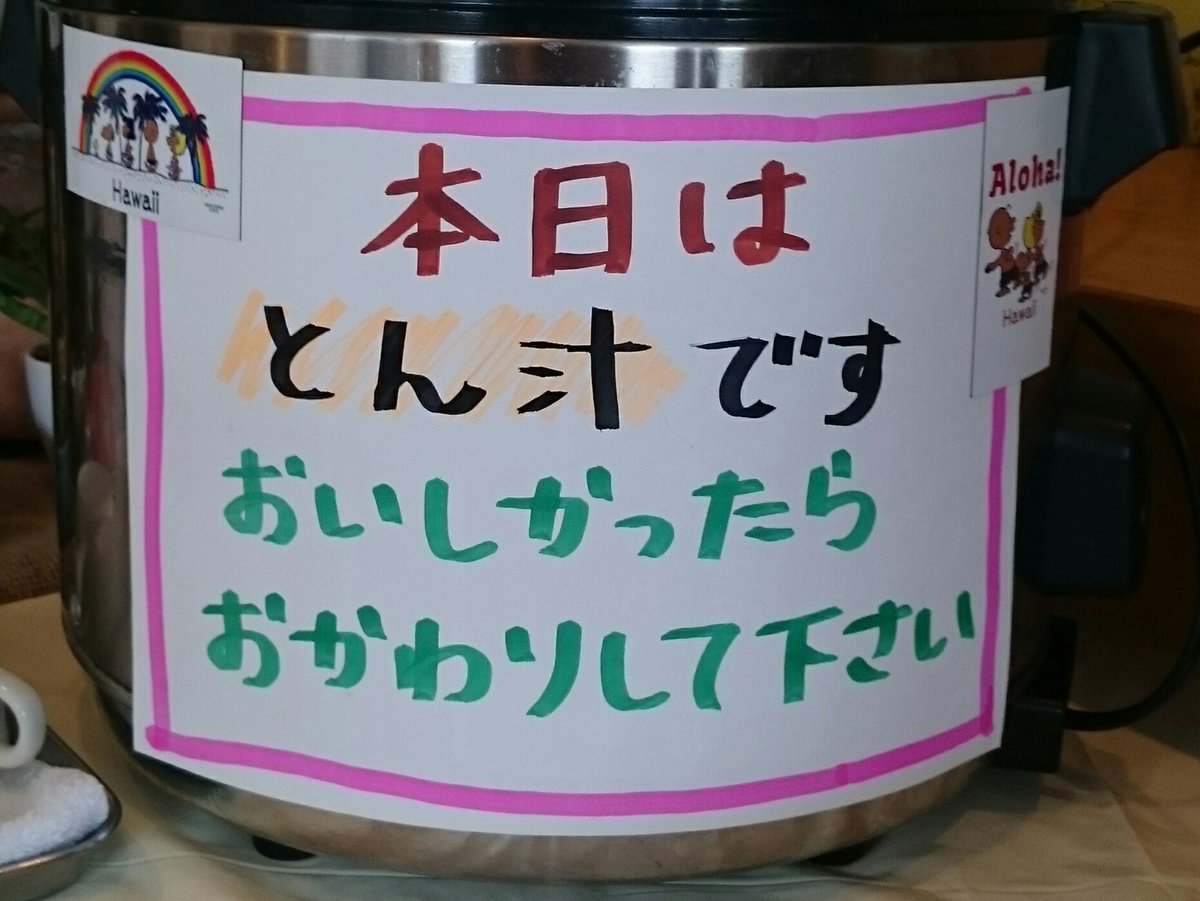 Hawaii
Aloha!
Hawaii
本日は
とん汁です
おいしかったら
おかわりして下さい